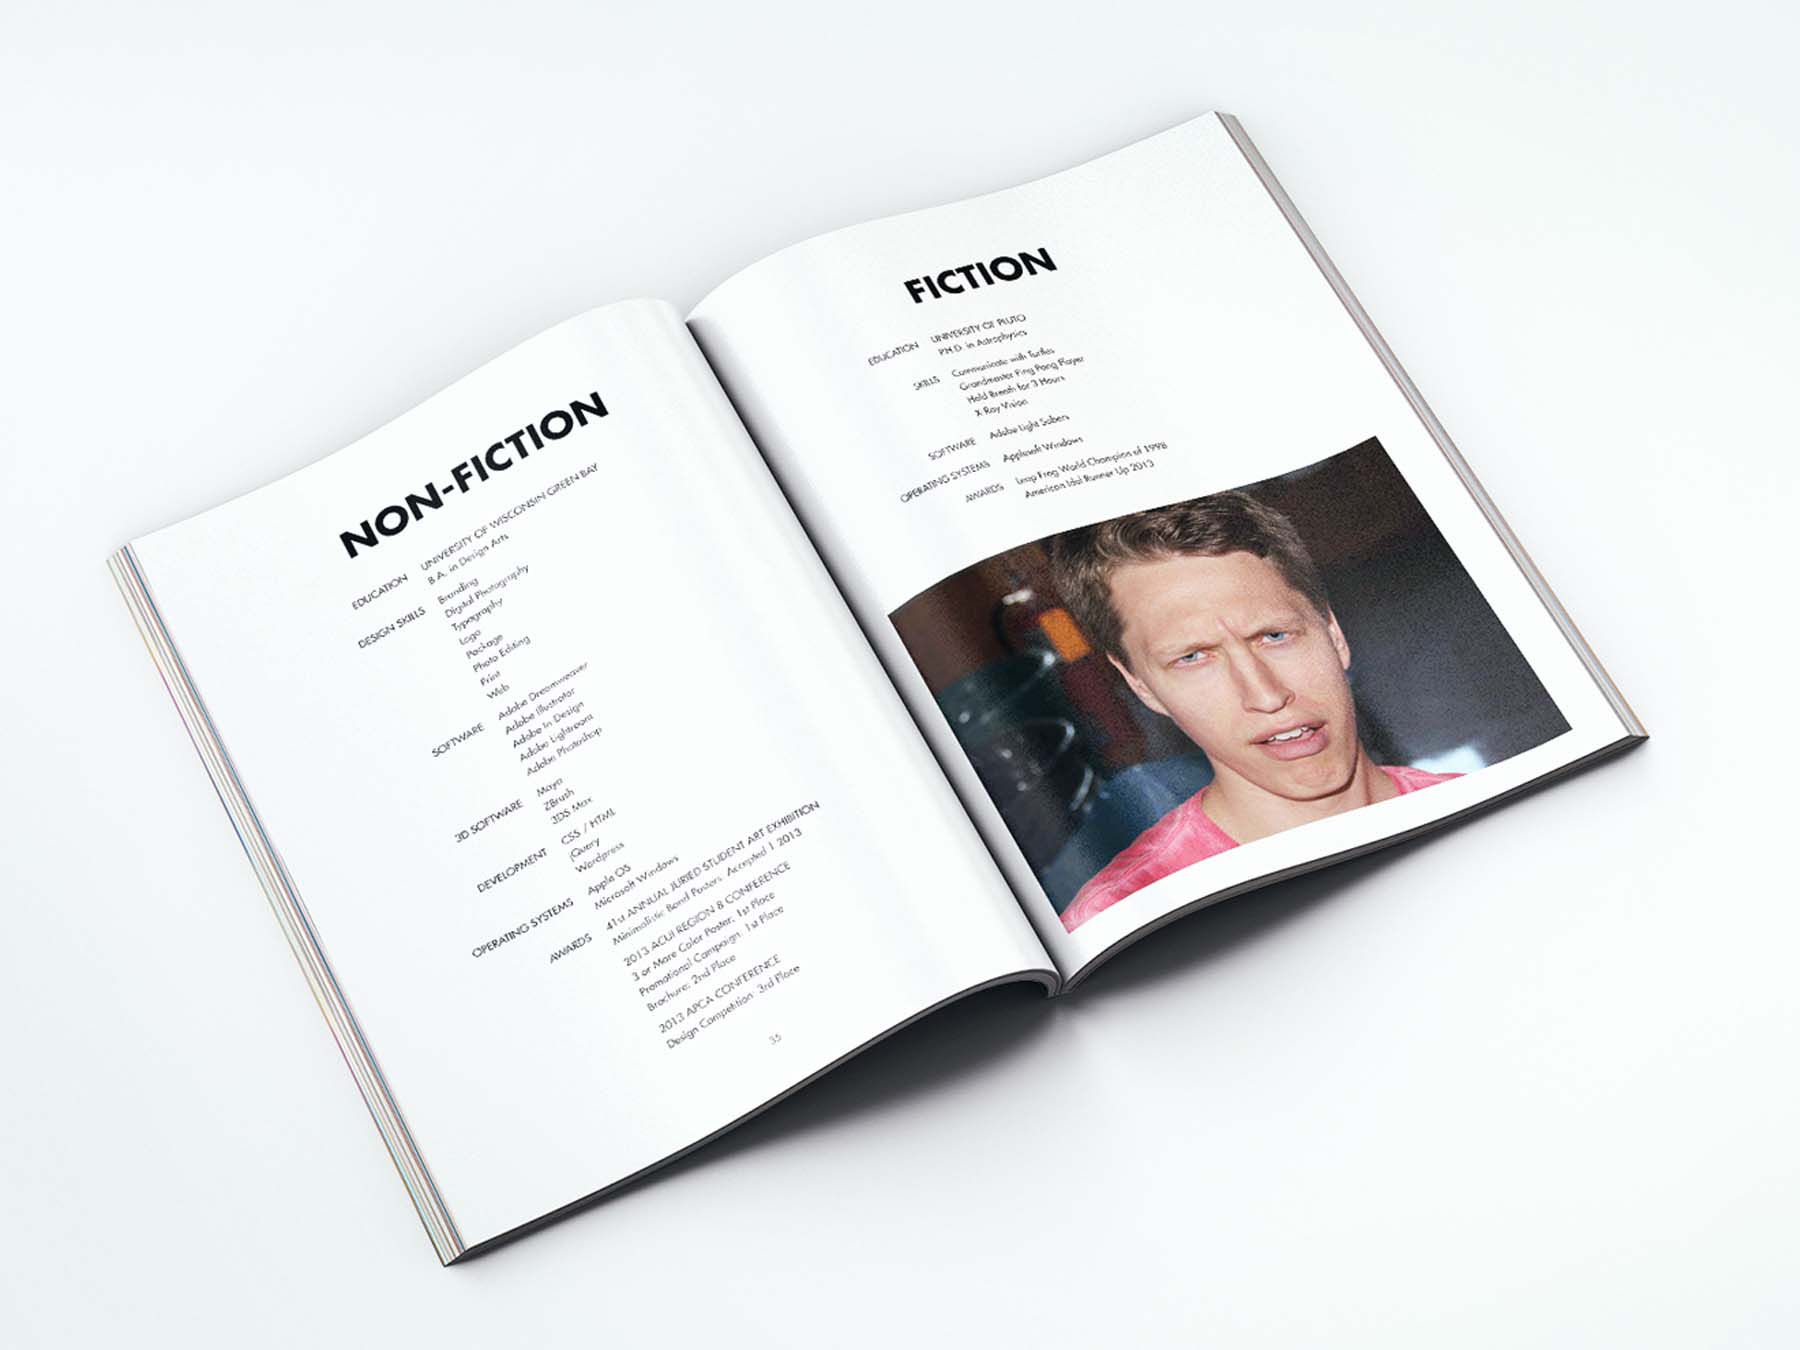 NON-FICTION
EDUCATION UNIVERSITY OF WISCONSIN GREEN BAY
B.A. in Design Arts
DESIGN SKILLS Branding
Digital Photography
Typography
Logo
Package
Photo Editing
Print
Web
SOFTWARE Adobe Dreamweaver
Adobe Illustrator
Adobe In Design
Adobe Lightroom
Adobe Photoshop
3D SOFTWARE Maya
ZBrush
3DS Max
DEVELOPMENT CSS / HTML
jQuery
Wordpress
OPERATING SYSTEMS Apple OS
Microsoft Windows
AWARDS 41st ANNUAL JURIED STUDENT ART EXHIBITION
Minimalistic Band Posters: Accepted | 2013
2013 ACUI REGION 8 CONFERENCE
3 or More Color Poster: 1st Place
Promotional Campaign: 1st Place
Brochure: 2nd Place
2013 APCA CONFERENCE
Design Competition: 3rd Place
35
FICTION
EDUCATION UNIVERSITY OF PLUTO
P.H.D. in Astrophysics
SKILLS Communicate with Turtles
Grandmaster Ping Pong Player
Hold Breath for 3 Hours
X Ray Vision
SOFTWARE Adobe Light Sabers
OPERATING SYSTEMS Applesoft Windows
AWARDS Leap Frog World Champion of 1998
American Idol Runner Up 2013